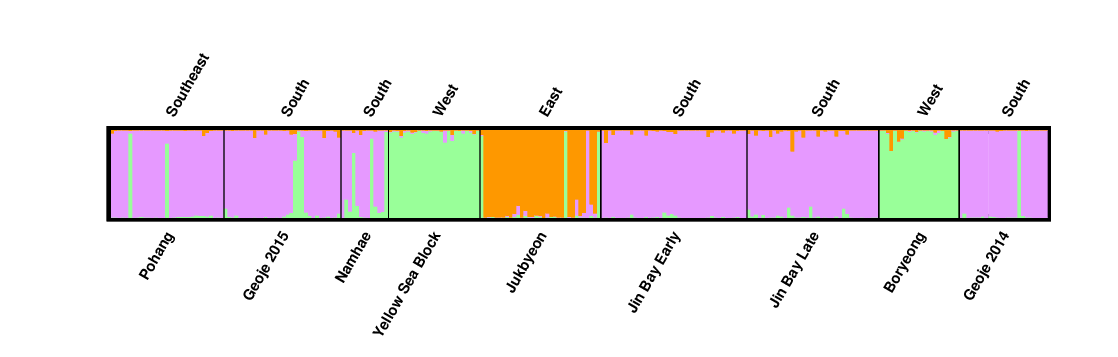 Southeast
South
South
West
East
South
South
West
South
Pohang
Geoje 2015
Namhae
Yellow Sea Block
Jukbyeon
Jin Bay Early
Jin Bay Late
Boryeong
Geoje 2014